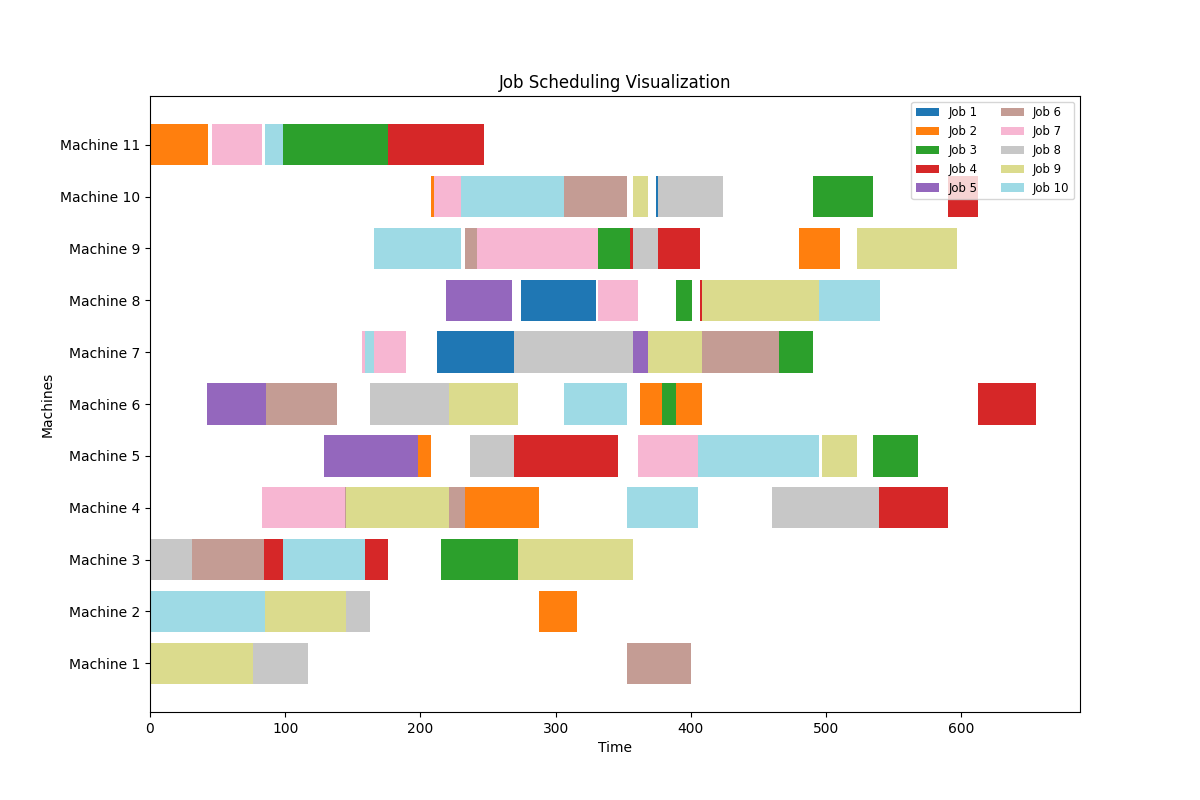 Job Scheduling Visualization
Machine 11
Machine 10
Machine 9
Machine 8
Machine 7
Machine 6
Machine 5
Machine 4
Machine 3
Machine 2
Machine 1
Machines
Job 1
Job 2
Job 3
Job 4
Job 5
Job 6
Job 7
Job 8
Job 9
Job 10
0 100 200 300 400 500 600
Time